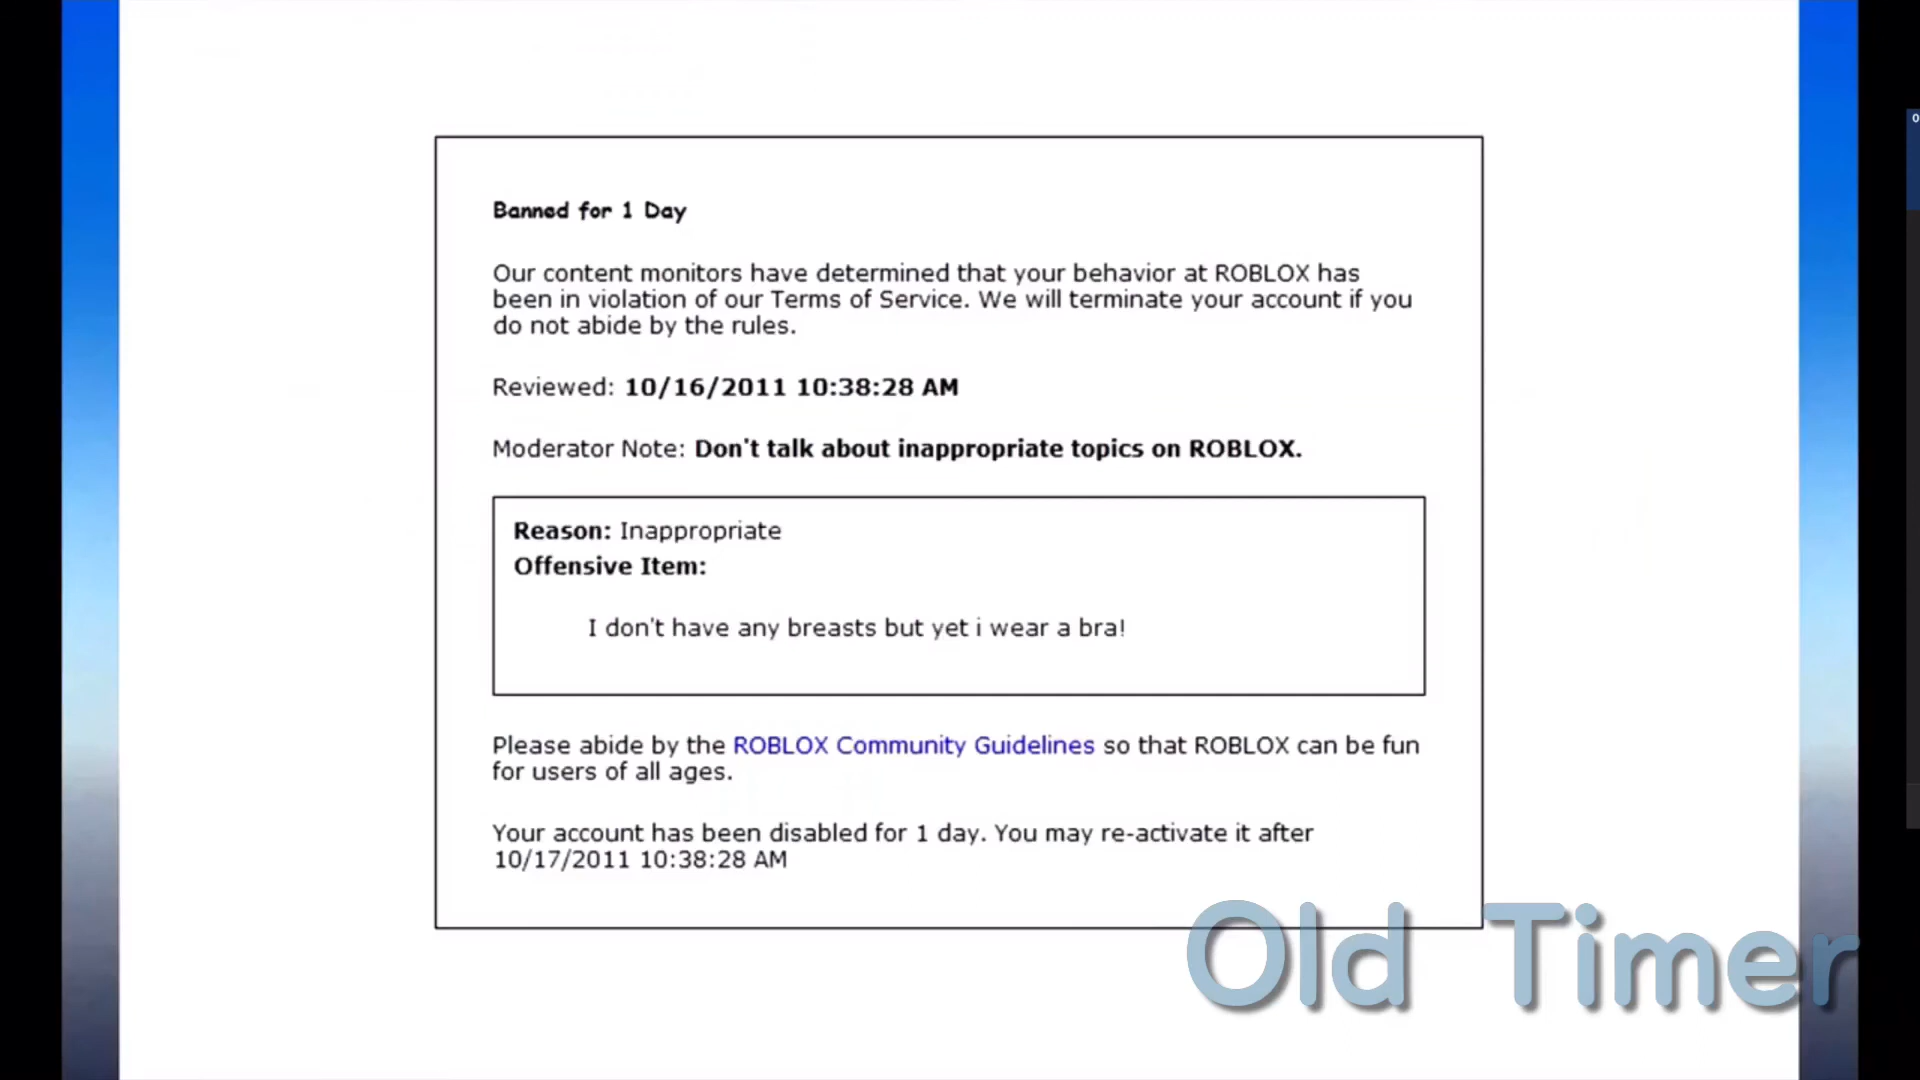 Banned for 1 Day
Our content monitors have determined that your behavior at ROBLOX has
been in violation of our Terms of Service. We will terminate your account if you
do not abide by the rules.
Reviewed: 10/16/2011 10:38:28 AM
Moderator Note: Don't talk about inappropriate topics on ROBLOX.
Reason: Inappropriate
Offensive Item:
I don't have any breasts but yet i wear a bra!
Please abide by the ROBLOX Community Guidelines so that ROBLOX can be fun
for users of all ages.
Your account has been disabled for 1 day. You may re-activate it after
10/17/2011 10:38:28 AM
Old Timer